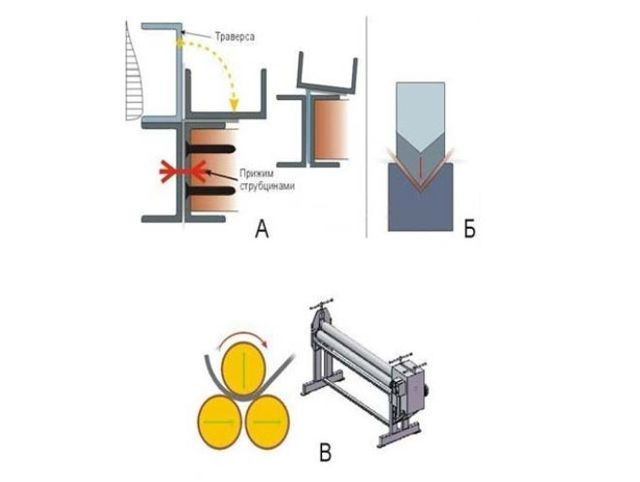 Траверса
Прижим
струбцинами
А
Б
В